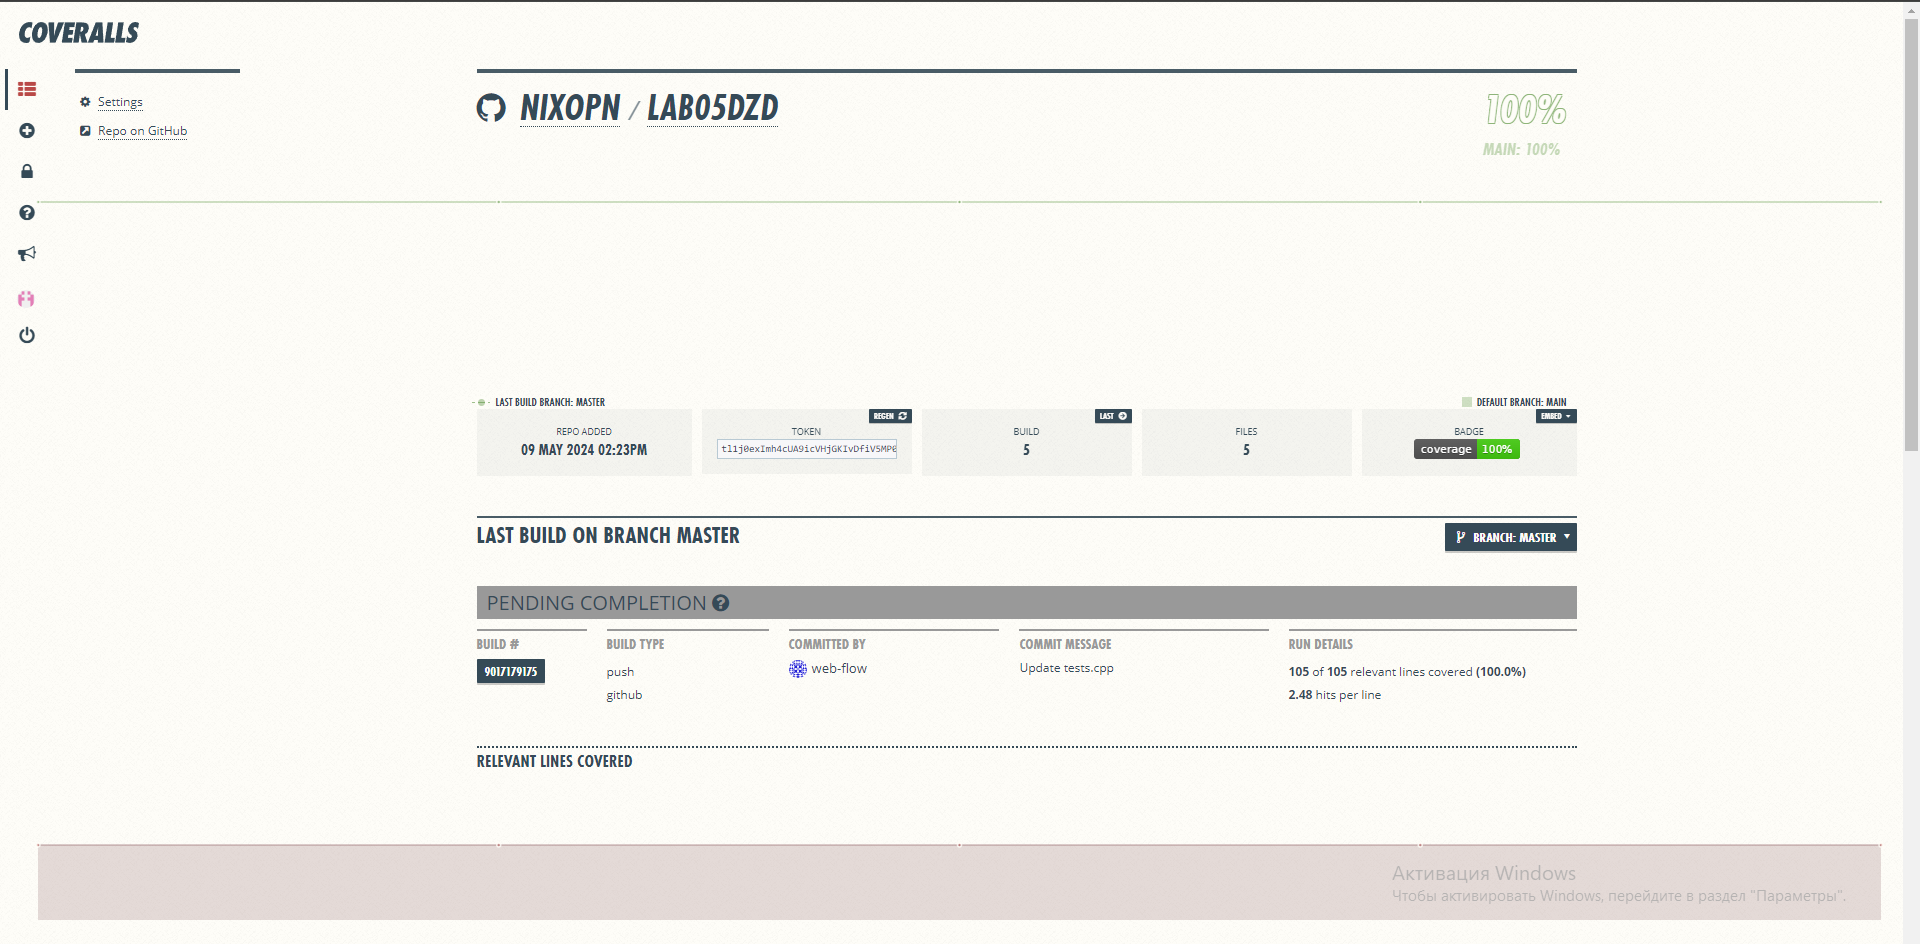 COVERALLS
Settings
Repo on GitHub
NIXOPN / LAB05DZD
100%
MAIN: 100%
LAST BUILD BRANCH: MASTER
DEFAULT BRANCH: MAIN
REPO ADDED
09 MAY 2024 02:23PM
REGEN
TOKEN
tl1j0exImh4cUA9icVHjGKIvDfiV5MP0
LAST
BUILD
5
FILES
5
EMBED
BADGE
coverage 100%
LAST BUILD ON BRANCH MASTER
BRANCH: MASTER
PENDING COMPLETION
BUILD #
9017179175
BUILD TYPE
push
github
COMMITTED BY
web-flow
COMMIT MESSAGE
Update tests.cpp
RUN DETAILS
105 of 105 relevant lines covered (100.0%)
2.48 hits per line
RELEVANT LINES COVERED
Активация Windows
Чтобы активировать Windows, перейдите в раздел "Параметры".